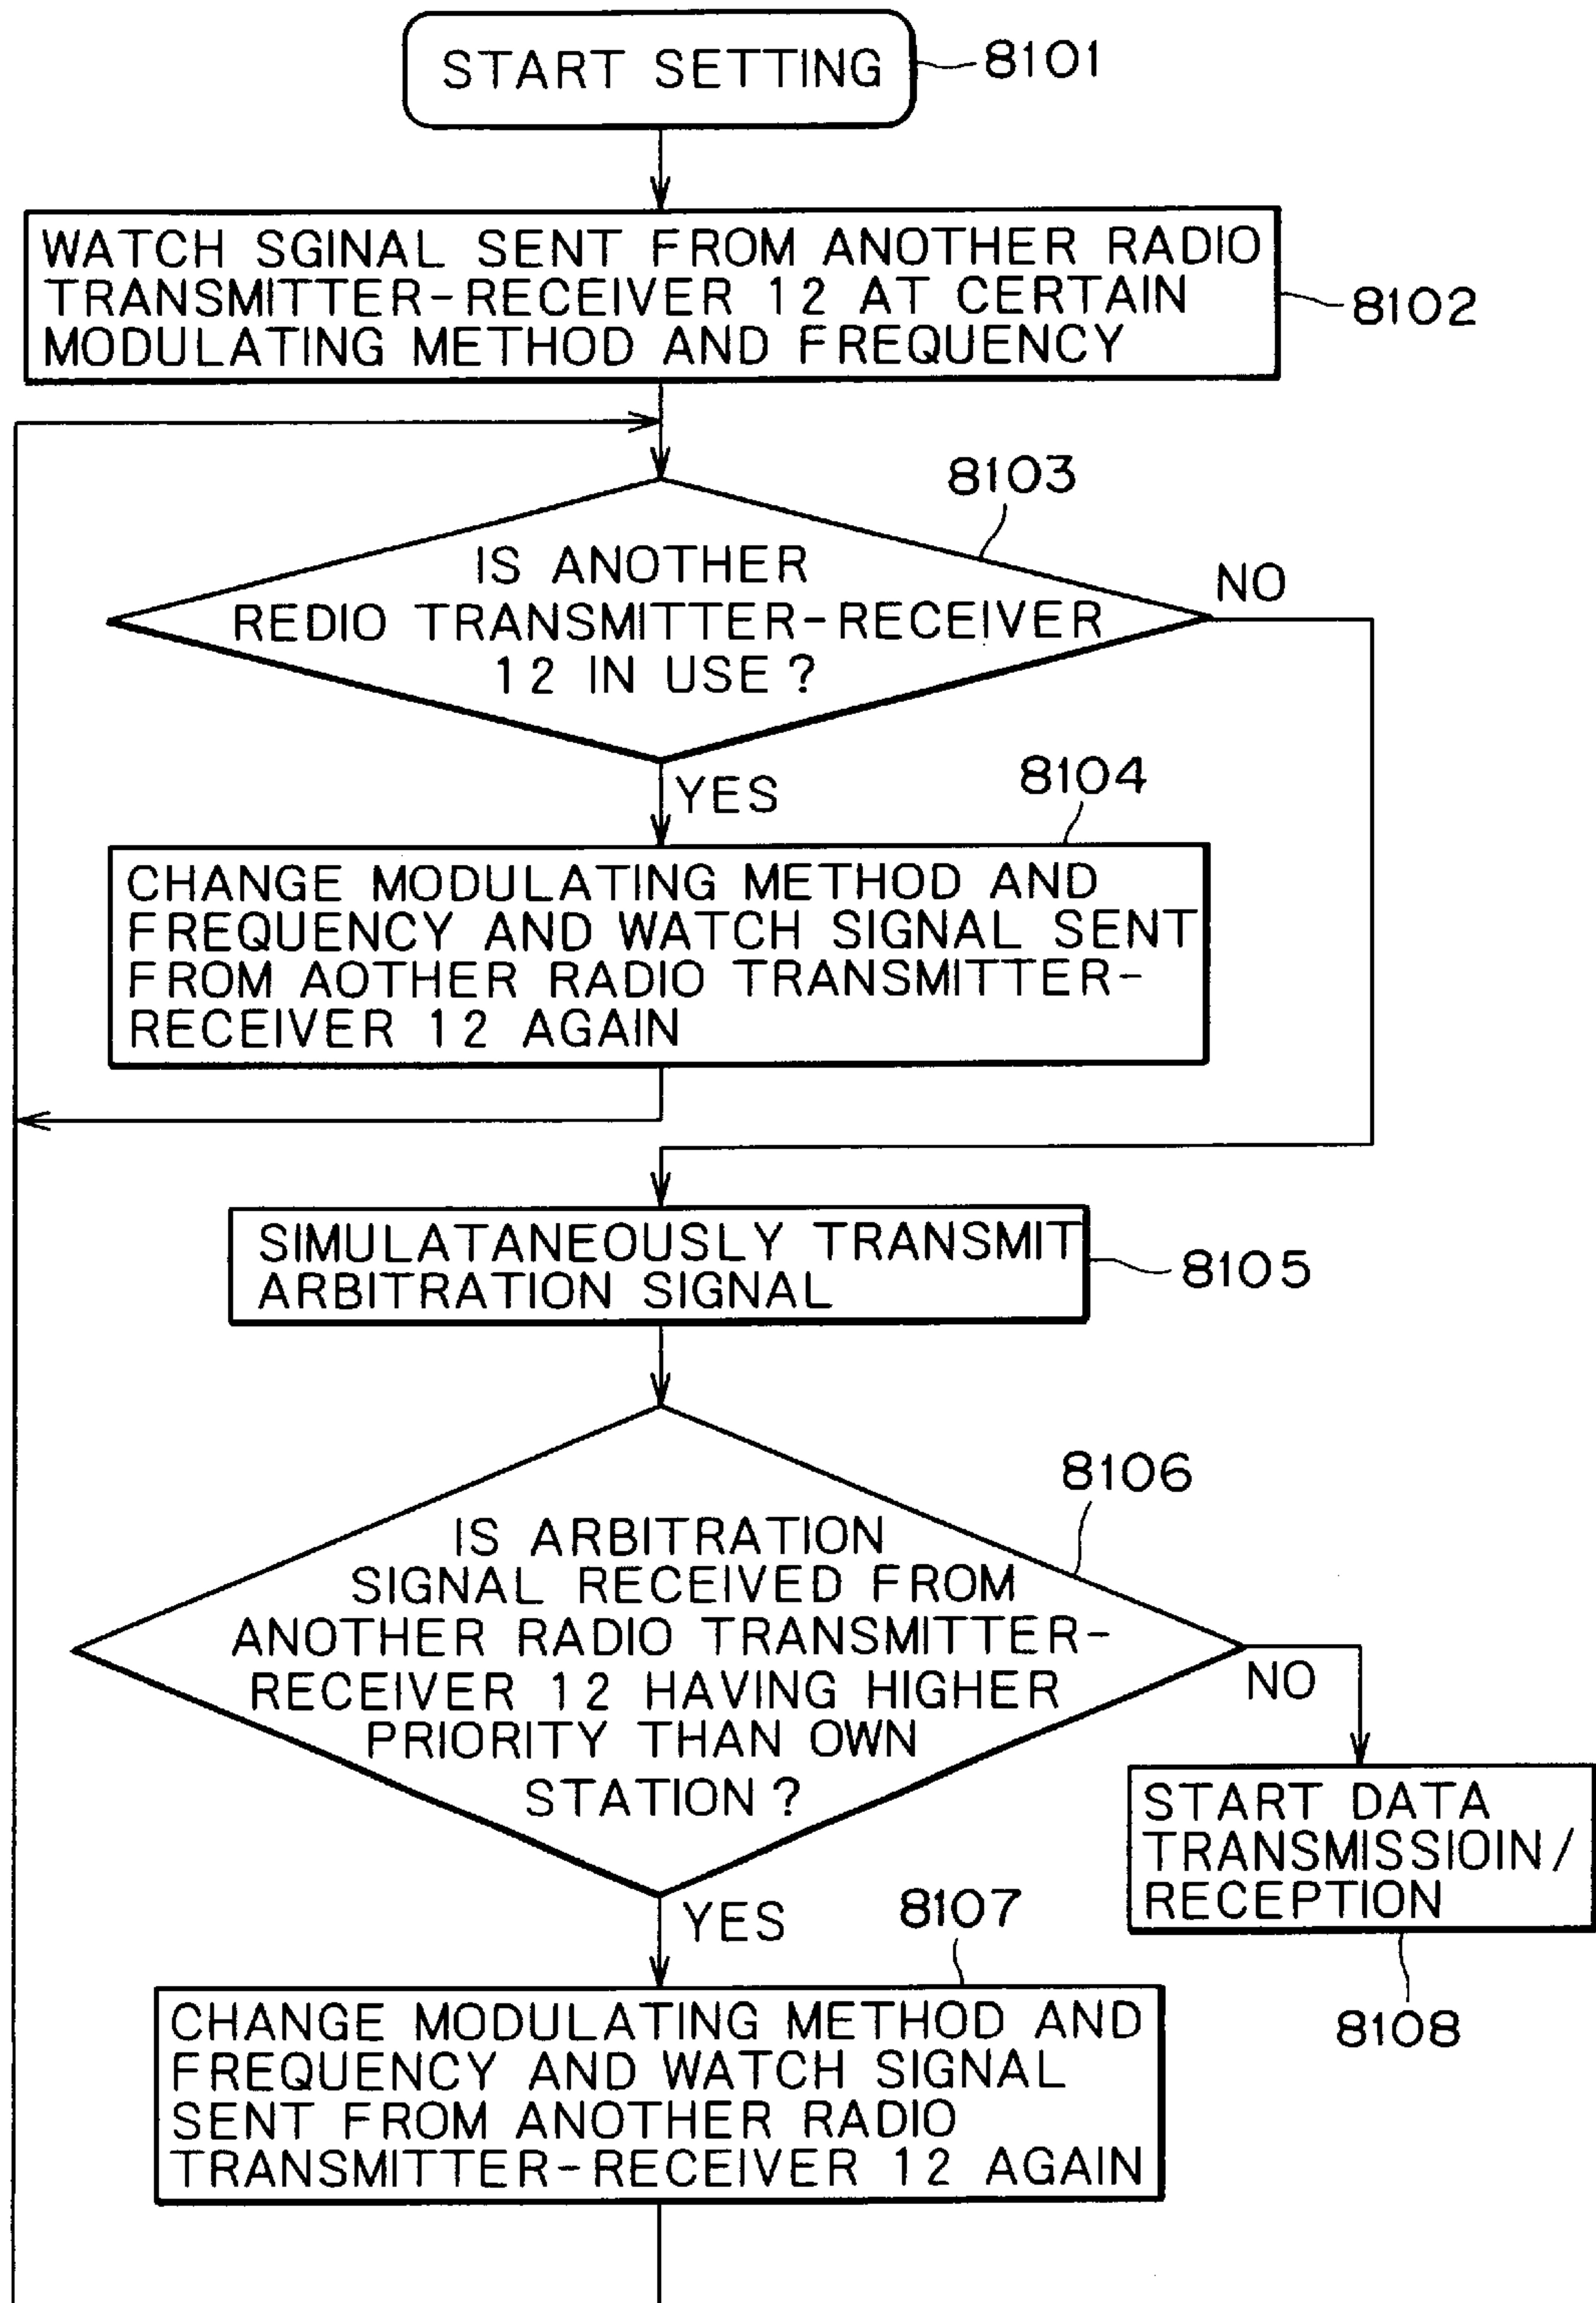 START SETTING
8101
WATCH SGINAL SENT FROM ANOTHER RADIO
TRANSMITTER-RECEIVER 12 AT CERTAIN
MODULATING METHOD AND FREQUENCY
8102
8103
IS ANOTHER
REDIO TRANSMITTER-RECEIVER
12 IN USE?
NO
YES
8104
CHANGE MODULATING METHOD AND
FREQUENCY AND WATCH SIGNAL SENT
FROM AOTHER RADIO TRANSMITTER-
RECEIVER 12 AGAIN
SIMULATANEOUSLY TRANSMIT
ARBITRATION SIGNAL
8105
8106
IS ARBITRATION
SIGNAL RECEIVED FROM
ANOTHER RADIO TRANSMITTER-
RECEIVER 12 HAVING HIGHER
PRIORITY THAN OWN
STATION?
NO
START DATA
TRANSMISSIOIN/
RECEPTION
8108
YES
8107
CHANGE MODULATING METHOD AND
FREQUENCY AND WATCH SIGNAL
SENT FROM ANOTHER RADIO
TRANSMITTER-RECEIVER 12 AGAIN